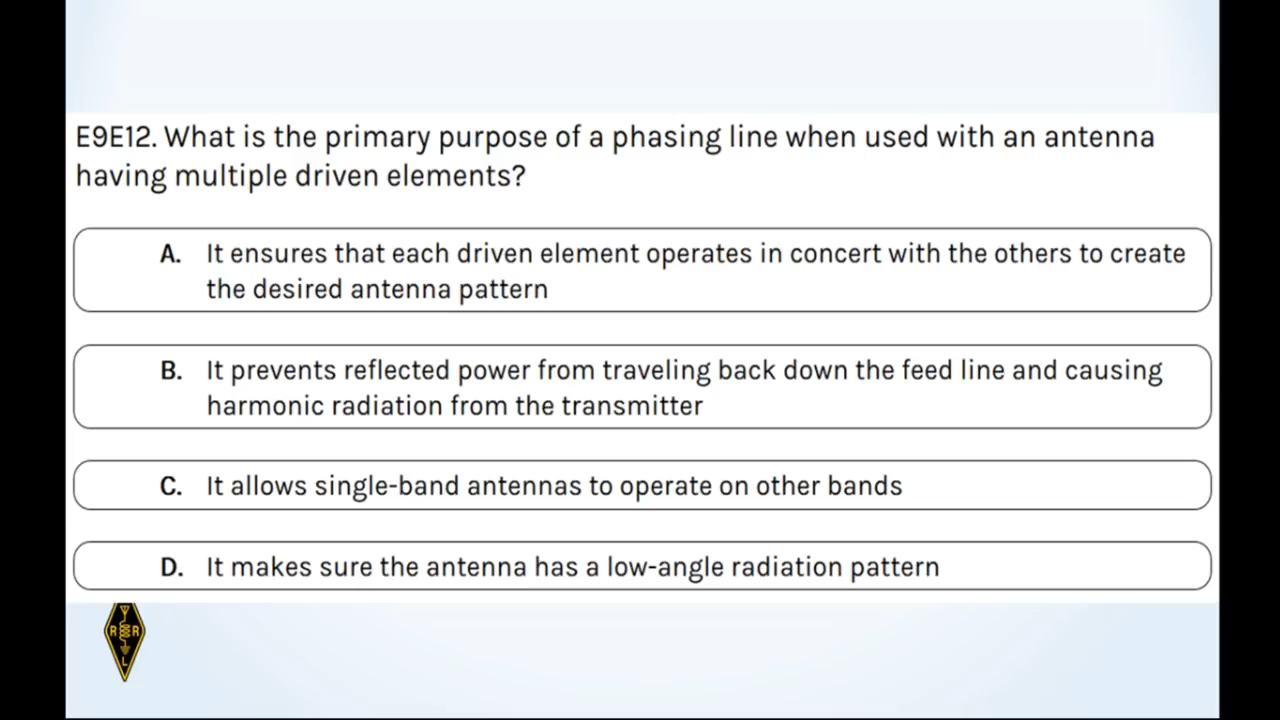 E9E12. What is the primary purpose of a phasing line when used with an antenna
having multiple driven elements?
A. It ensures that each driven element operates in concert with the others to create
the desired antenna pattern
B. It prevents reflected power from traveling back down the feed line and causing
harmonic radiation from the transmitter
C. It allows single-band antennas to operate on other bands
D. It makes sure the antenna has a low-angle radiation pattern
R R
L